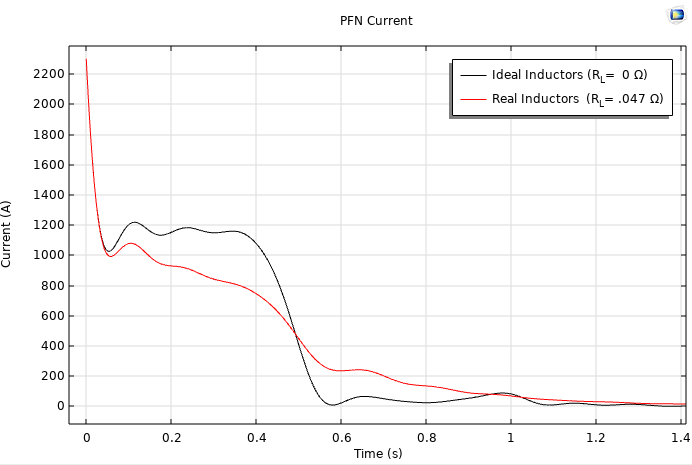 PFN Current
Ideal Inductors (RL= 0 Ω)
Real Inductors (RL= .047 Ω)
Current (A)
2200
2000
1800
1600
1400
1200
1000
800
600
400
200
0
0 0.2 0.4 0.6 0.8 1 1.2 1.4
Time (s)